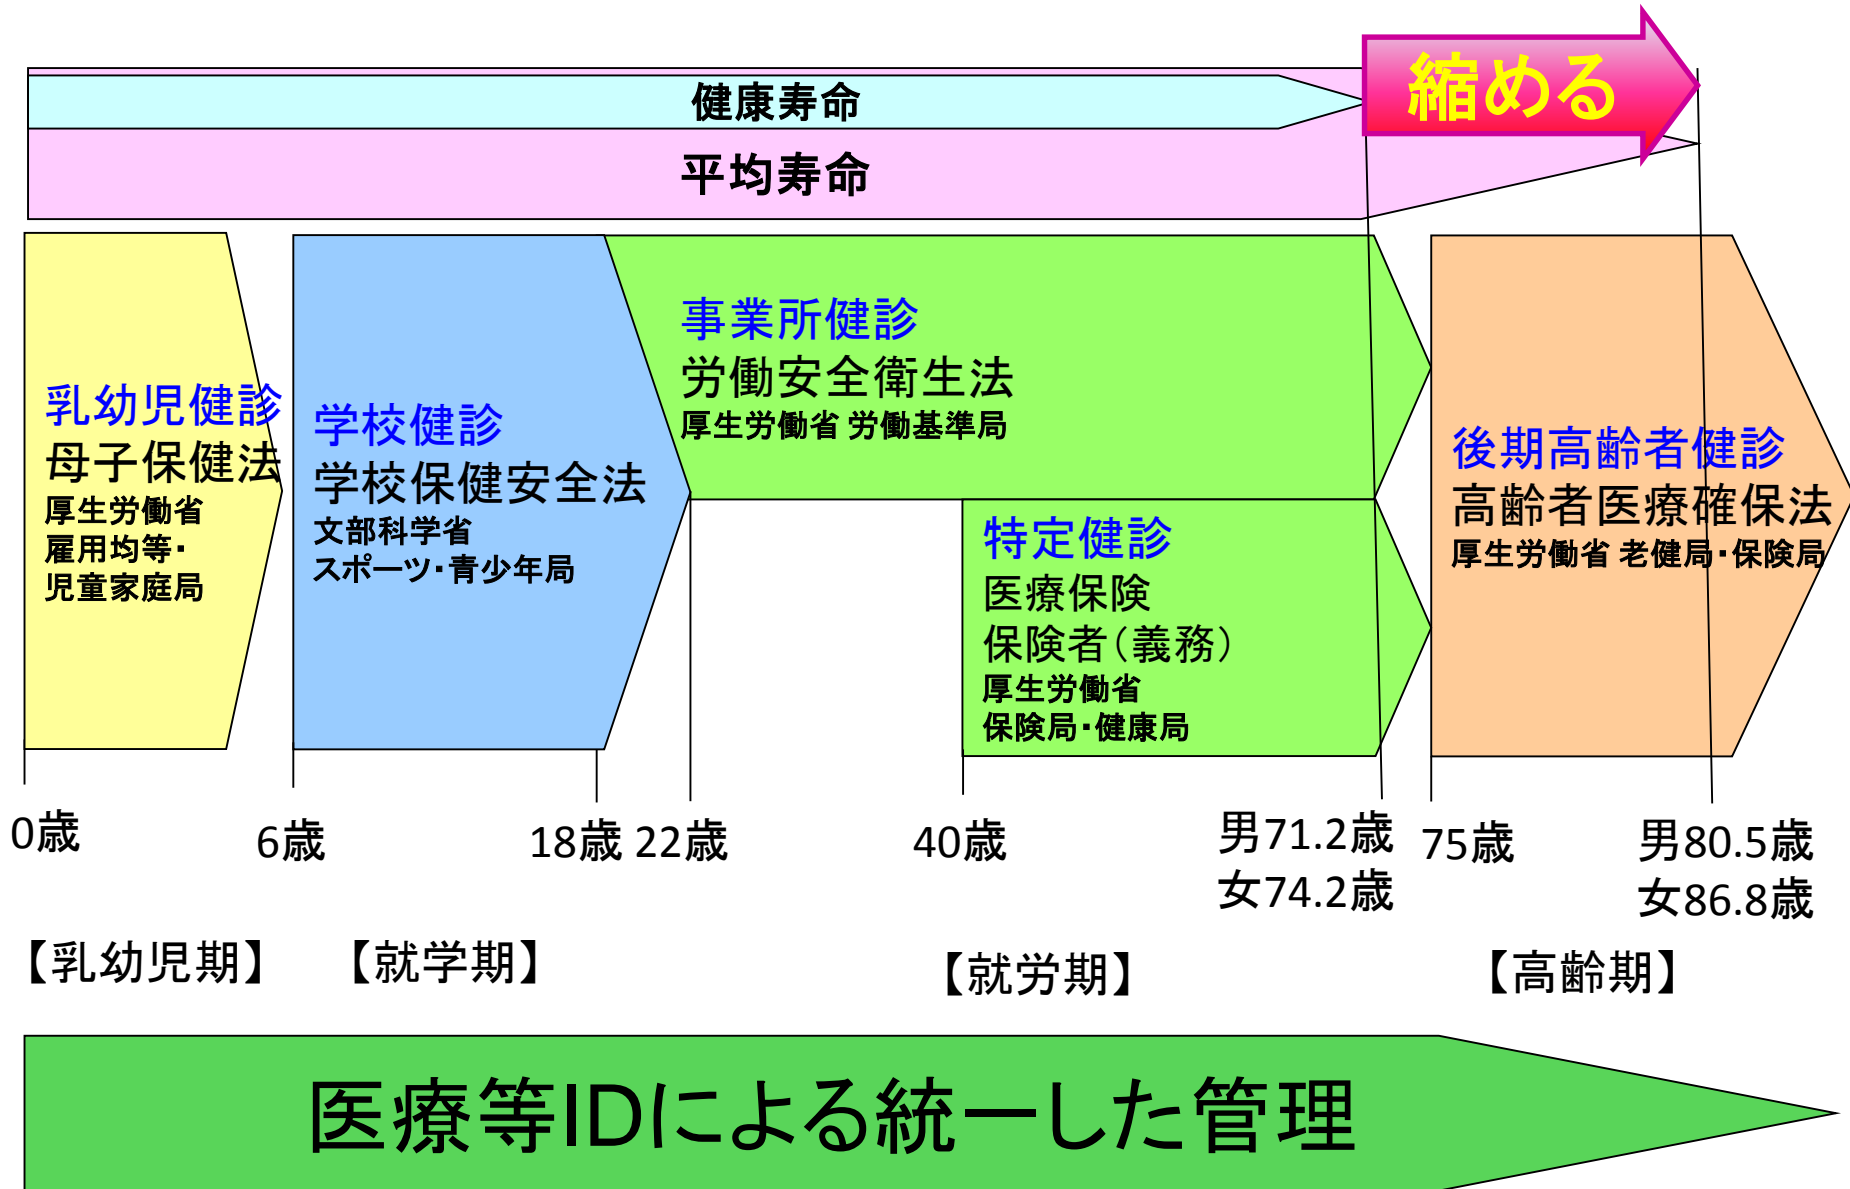 縮める
健康寿命
平均寿命
乳幼児健診
母子保健法
厚生労働省
雇用均等・
児童家庭局
学校健診
学校保健安全法
文部科学省
スポーツ・青少年局
事業所健診
労働安全衛生法
厚生労働省 労働基準局
特定健診
医療保険
保険者（義務）
厚生労働省
保険局・健康局
後期高齢者健診
高齢者医療確保法
厚生労働省 老健局・保険局
0歳
6歳
18歳
22歳
40歳
男71.2歳
女74.2歳
75歳
男80.5歳
女86.8歳
【乳幼児期】
【就学期】
【就労期】
【高齢期】
医療等IDによる統一した管理